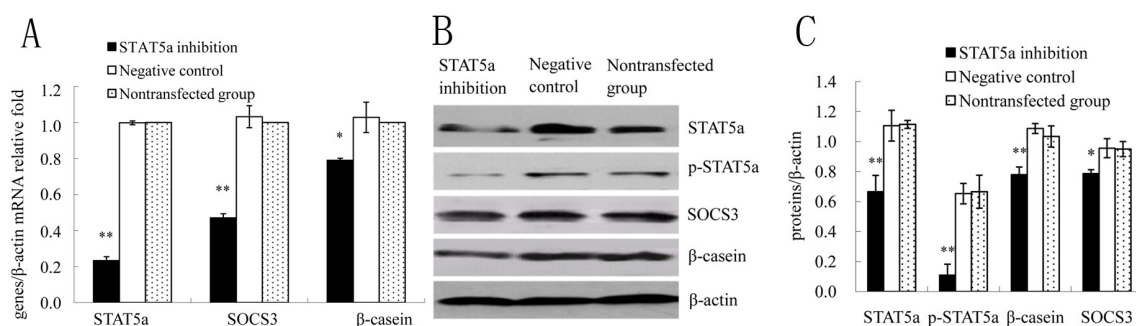 A
STAT5a inhibition
Negative control
Nontransfected group
genes/β-actin mRNA relative fold
1.4
1.2
1.0
0.8
0.6
0.4
0.2
0.0
**
**
*
STAT5a
SOCS3
β-casein
B
STAT5a
inhibition
Negative
control
Nontransfected
group
STAT5a
p-STAT5a
SOCS3
β-casein
β-actin
C
STAT5a inhibition
Negative control
Nontransfected group
proteins/β-actin
1.4
1.2
1.0
0.8
0.6
0.4
0.2
0.0
**
**
**
*
STAT5a
p-STAT5a
β-casein
SOCS3